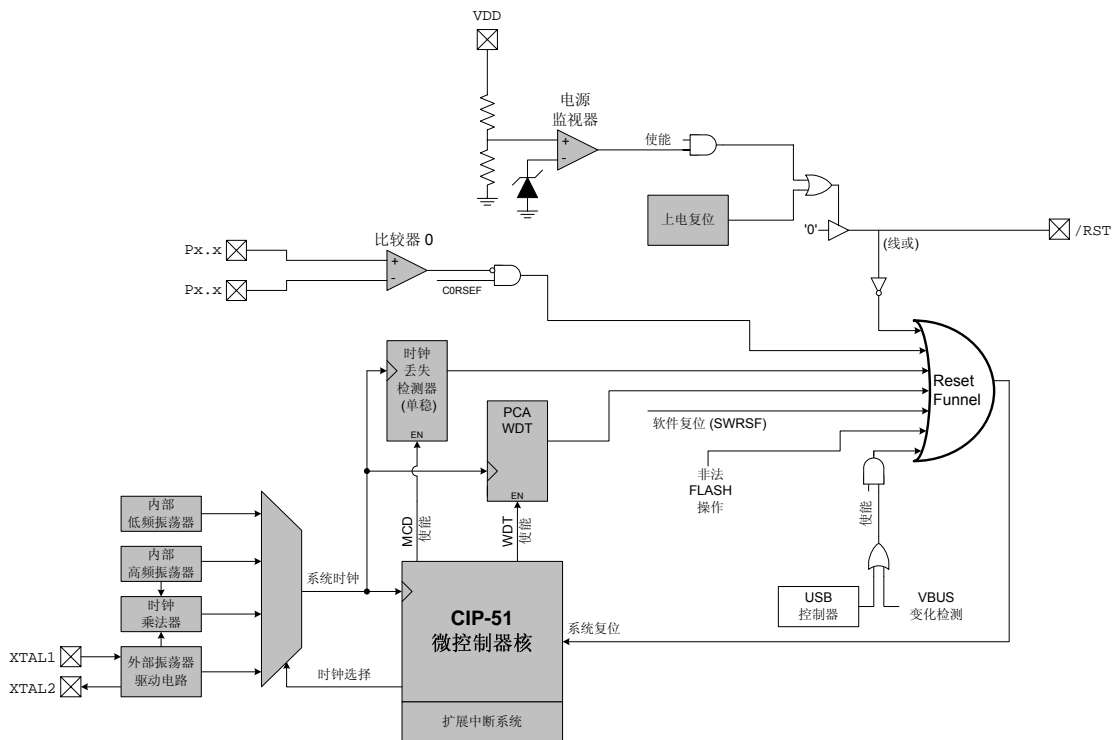 VDD
电源
监视器
+
-
使能
上电复位
'0'
(线或)
/RST
Px.x
Px.x
比较器 0
+
-
C0RSEF
时钟
丢失
检测器
(单稳)
EN
PCA
WDT
EN
Reset
Funnel
软件复位 (SWRSF)
非法
FLASH
操作
使能
USB
控制器
VBUS
变化检测
内部
低频振荡器
内部
高频振荡器
时钟
乘法器
外部振荡器
驱动电路
XTAL1
XTAL2
系统时钟
时钟选择
MCD
使能
WDT
使能
CIP-51
微控制器核
系统复位
扩展中断系统